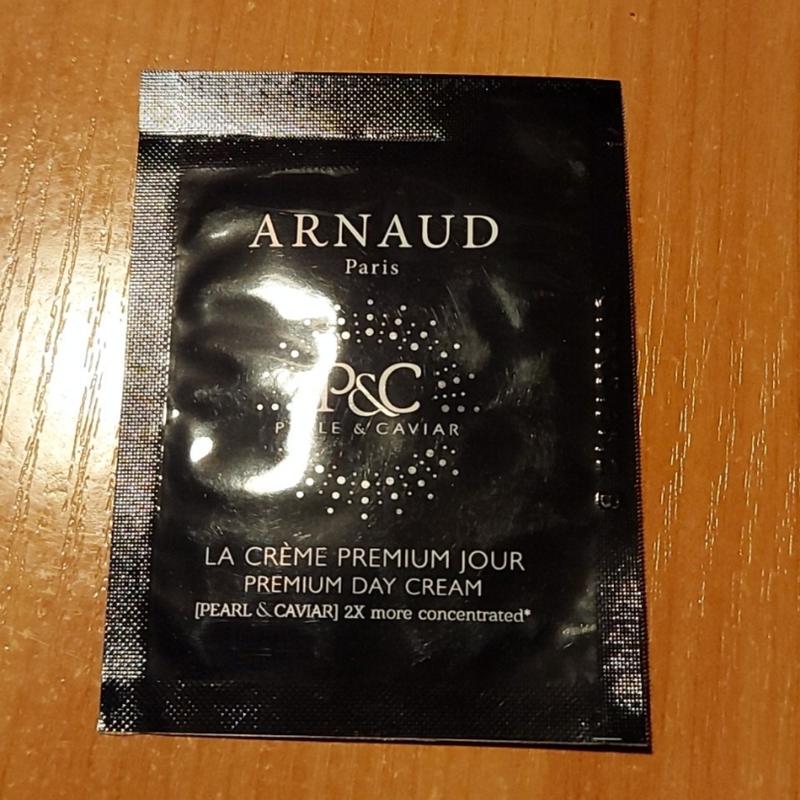 ARNAUD
Paris
P&C
& CAVIAR
LA CRÈME PREMIUM JOUR
PREMIUM DAY CREAM
[PEARL & CAVIAR] 2X more concentrated*